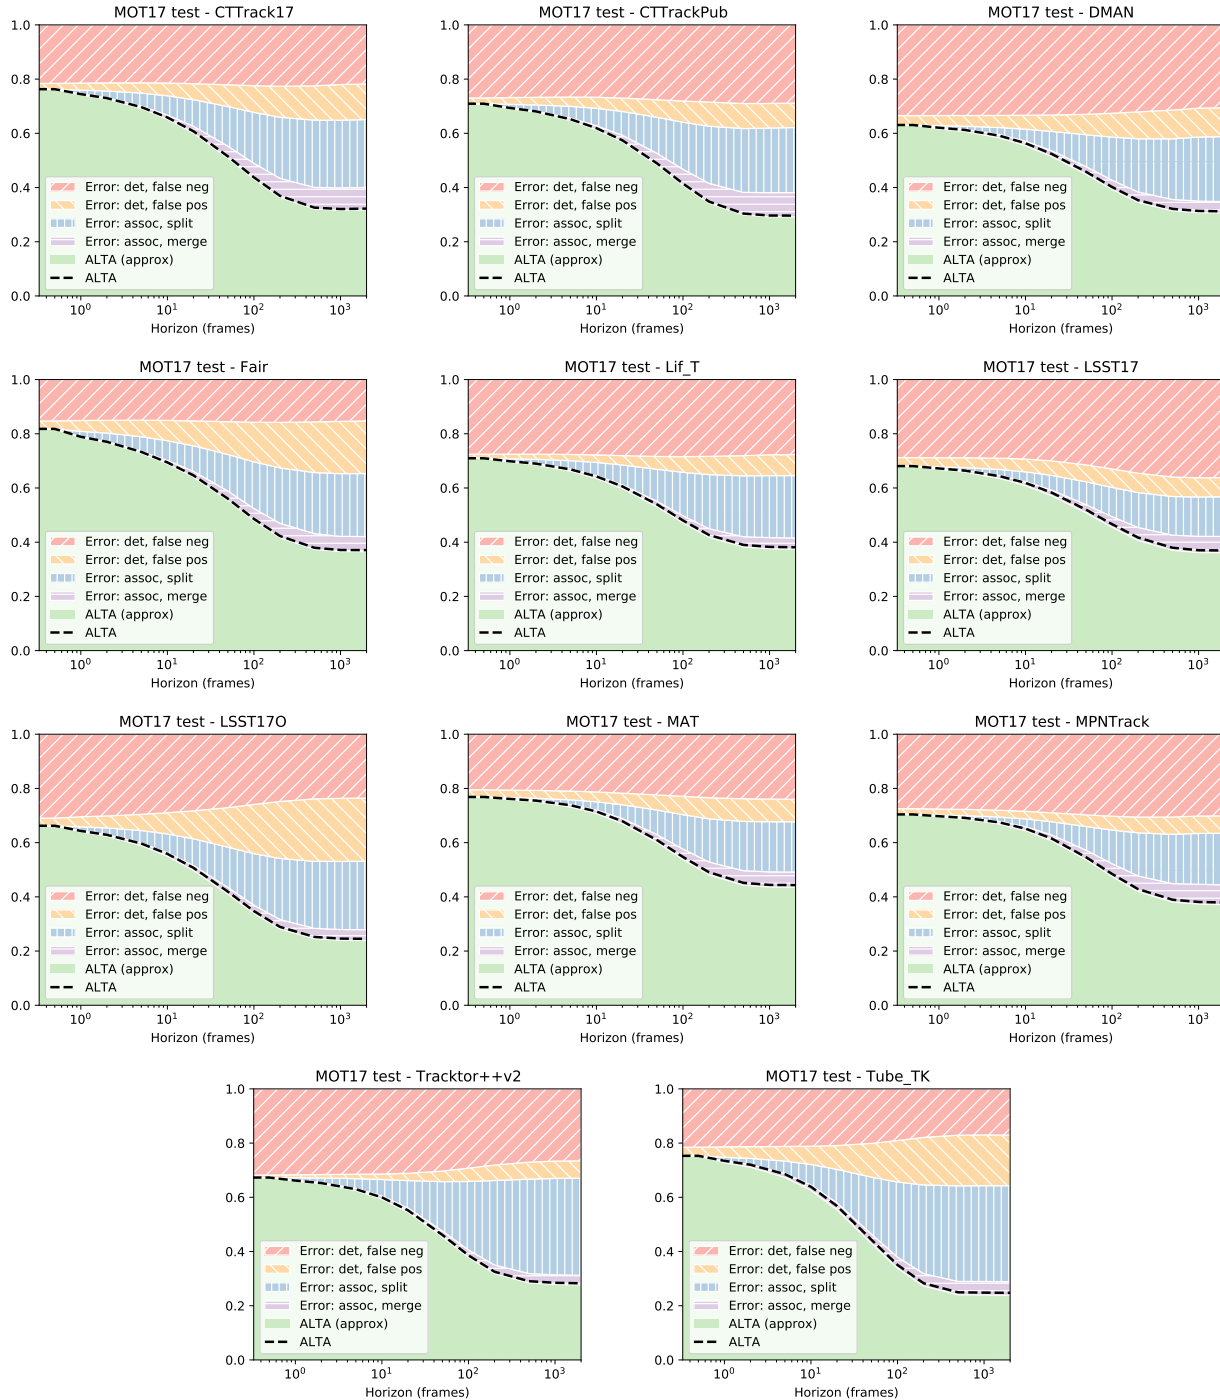 MOT17 test - CTTrack17
1.0
0.8
0.6
0.4
0.2
0.0
Error: det, false neg
Error: det, false pos
Error: assoc, split
Error: assoc, merge
ALTA (approx)
ALTA
10⁰ 10¹ 10² 10³
Horizon (frames)
MOT17 test - CTTrackPub
1.0
0.8
0.6
0.4
0.2
0.0
Error: det, false neg
Error: det, false pos
Error: assoc, split
Error: assoc, merge
ALTA (approx)
ALTA
10⁰ 10¹ 10² 10³
Horizon (frames)
MOT17 test - DMAN
1.0
0.8
0.6
0.4
0.2
0.0
Error: det, false neg
Error: det, false pos
Error: assoc, split
Error: assoc, merge
ALTA (approx)
ALTA
10⁰ 10¹ 10² 10³
Horizon (frames)
MOT17 test - Fair
1.0
0.8
0.6
0.4
0.2
0.0
Error: det, false neg
Error: det, false pos
Error: assoc, split
Error: assoc, merge
ALTA (approx)
ALTA
10⁰ 10¹ 10² 10³
Horizon (frames)
MOT17 test - Lif_T
1.0
0.8
0.6
0.4
0.2
0.0
Error: det, false neg
Error: det, false pos
Error: assoc, split
Error: assoc, merge
ALTA (approx)
ALTA
10⁰ 10¹ 10² 10³
Horizon (frames)
MOT17 test - LSST17
1.0
0.8
0.6
0.4
0.2
0.0
Error: det, false neg
Error: det, false pos
Error: assoc, split
Error: assoc, merge
ALTA (approx)
ALTA
10⁰ 10¹ 10² 10³
Horizon (frames)
MOT17 test - LSST17O
1.0
0.8
0.6
0.4
0.2
0.0
Error: det, false neg
Error: det, false pos
Error: assoc, split
Error: assoc, merge
ALTA (approx)
ALTA
10⁰ 10¹ 10² 10³
Horizon (frames)
MOT17 test - MAT
1.0
0.8
0.6
0.4
0.2
0.0
Error: det, false neg
Error: det, false pos
Error: assoc, split
Error: assoc, merge
ALTA (approx)
ALTA
10⁰ 10¹ 10² 10³
Horizon (frames)
MOT17 test - MPNTrack
1.0
0.8
0.6
0.4
0.2
0.0
Error: det, false neg
Error: det, false pos
Error: assoc, split
Error: assoc, merge
ALTA (approx)
ALTA
10⁰ 10¹ 10² 10³
Horizon (frames)
MOT17 test - Tracktor++v2
1.0
0.8
0.6
0.4
0.2
0.0
Error: det, false neg
Error: det, false pos
Error: assoc, split
Error: assoc, merge
ALTA (approx)
ALTA
10⁰ 10¹ 10² 10³
Horizon (frames)
MOT17 test - Tube_TK
1.0
0.8
0.6
0.4
0.2
0.0
Error: det, false neg
Error: det, false pos
Error: assoc, split
Error: assoc, merge
ALTA (approx)
ALTA
10⁰ 10¹ 10² 10³
Horizon (frames)